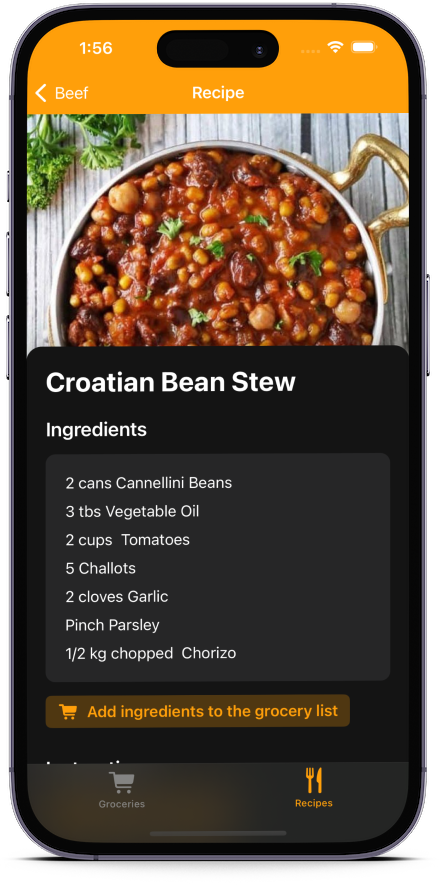 1:56
Beef
Recipe
Croatian Bean Stew
Ingredients
2 cans Cannellini Beans
3 tbs Vegetable Oil
2 cups  Tomatoes
5 Challots
2 cloves Garlic
Pinch Parsley
1/2 kg chopped  Chorizo
Add ingredients to the grocery list
Groceries
Recipes